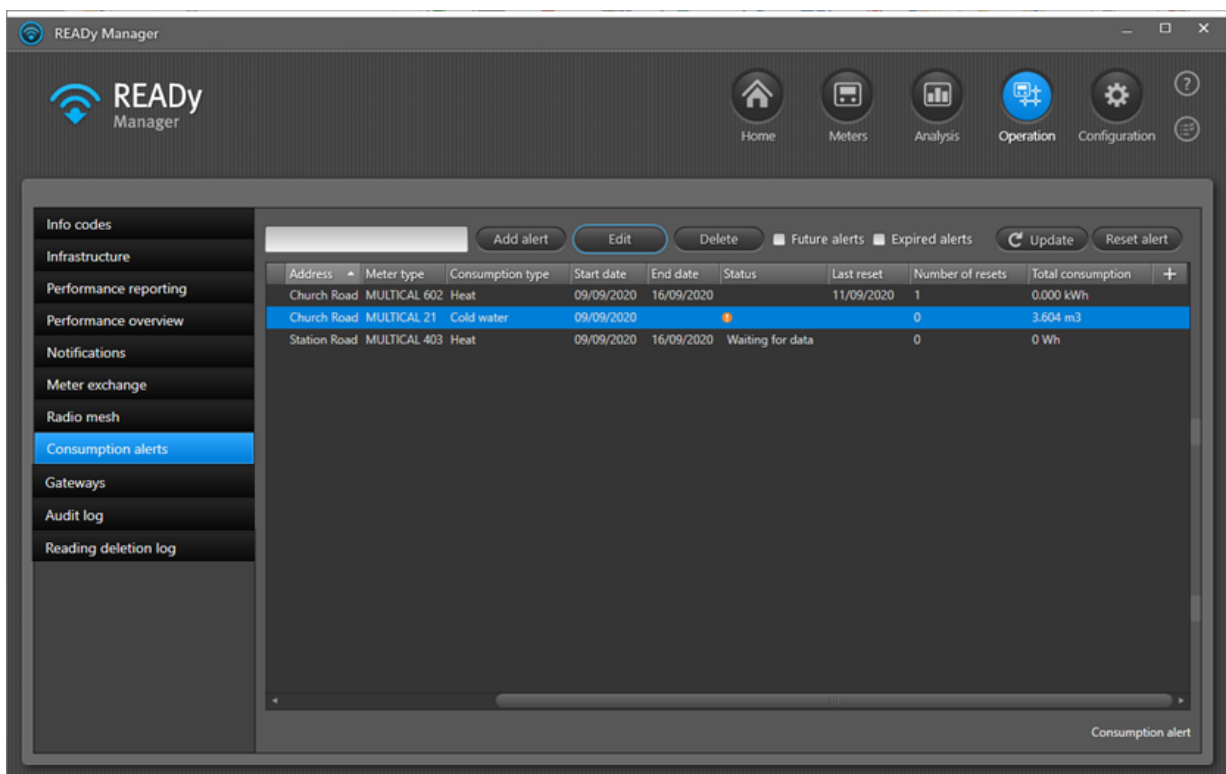 READy Manager
READy
Manager
Home Meters Analysis Operation Configuration
?
Info codes
Infrastructure
Performance reporting
Performance overview
Notifications
Meter exchange
Radio mesh
Consumption alerts
Gateways
Audit log
Reading deletion log
Add alert Edit Delete Future alerts Expired alerts Update Reset alert
Address Meter type Consumption type Start date End date Status Last reset Number of resets Total consumption +
Church Road MULTICAL 602 Heat 09/09/2020 16/09/2020 11/09/2020 1 0.000 kWh
Church Road MULTICAL 21 Cold water 09/09/2020 0 3.604 m3
Station Road MULTICAL 403 Heat 09/09/2020 16/09/2020 Waiting for data 0 0 Wh
Consumption alert